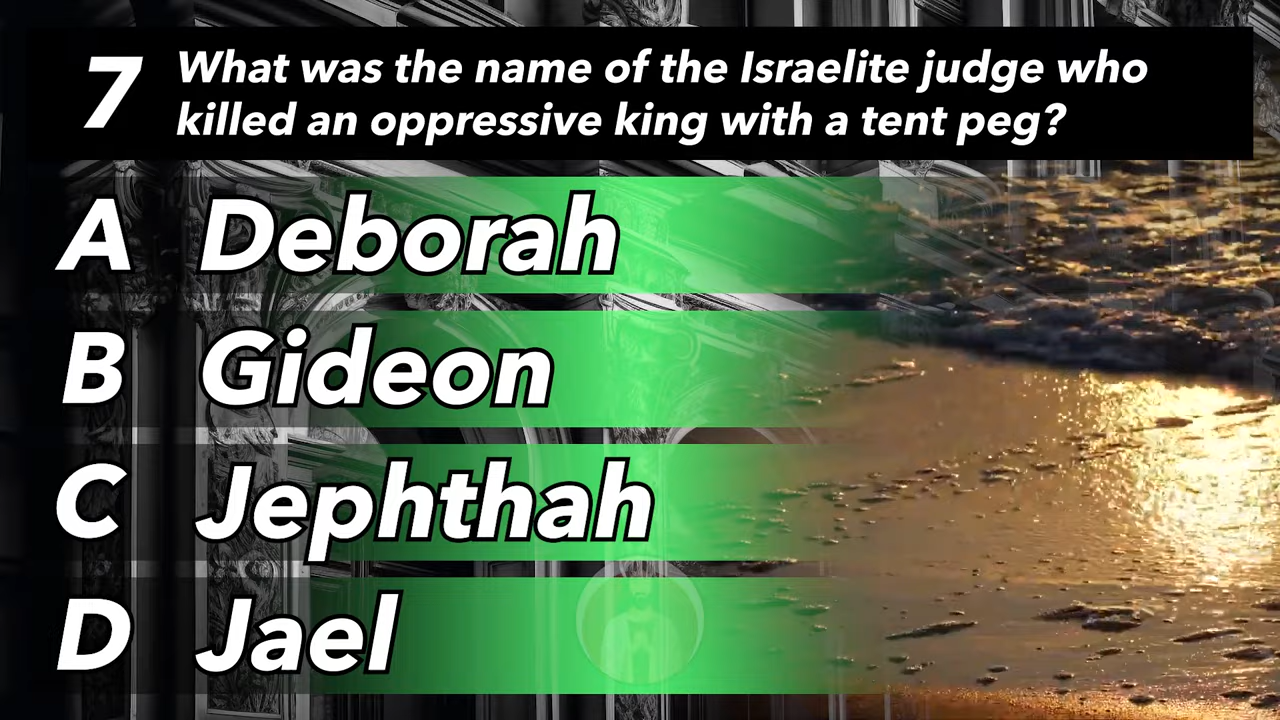 7 What was the name of the Israelite judge who
killed an oppressive king with a tent peg?
A Deborah
B Gideon
C Jephthah
D Jael